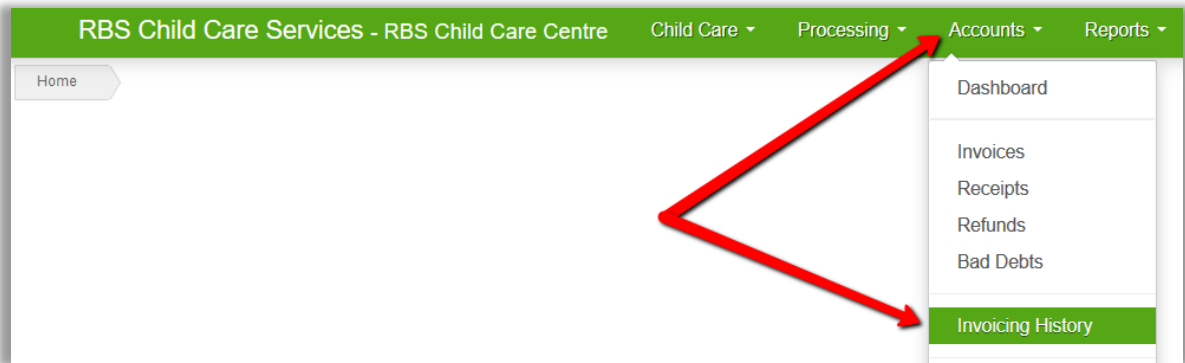 RBS Child Care Services - RBS Child Care Centre Child Care Processing Accounts Reports
Home
Dashboard
Invoices
Receipts
Refunds
Bad Debts
Invoicing History